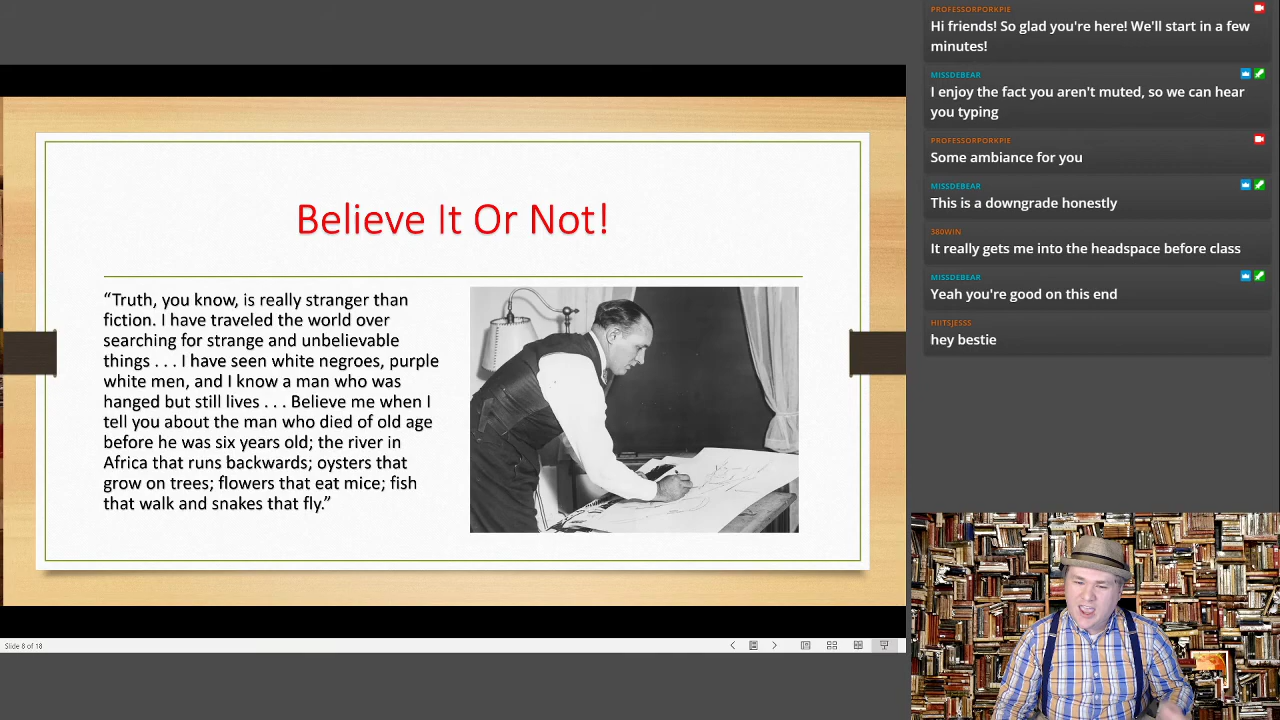 Believe It Or Not!
“Truth, you know, is really stranger than
fiction. I have traveled the world over
searching for strange and unbelievable
things . . . I have seen white negroes, purple
white men, and I know a man who was
hanged but still lives . . . Believe me when I
tell you about the man who died of old age
before he was six years old; the river in
Africa that runs backwards; oysters that
grow on trees; flowers that eat mice; fish
that walk and snakes that fly.”
Slide 8 of 18
PROFESSORPORKPIE
Hi friends! So glad you're here! We'll start in a few
minutes!
MISSDEBEAR
I enjoy the fact you aren't muted, so we can hear
you typing
PROFESSORPORKPIE
Some ambiance for you
MISSDEBEAR
This is a downgrade honestly
380WIN
It really gets me into the headspace before class
MISSDEBEAR
Yeah you're good on this end
HIITSJESSS
hey bestie